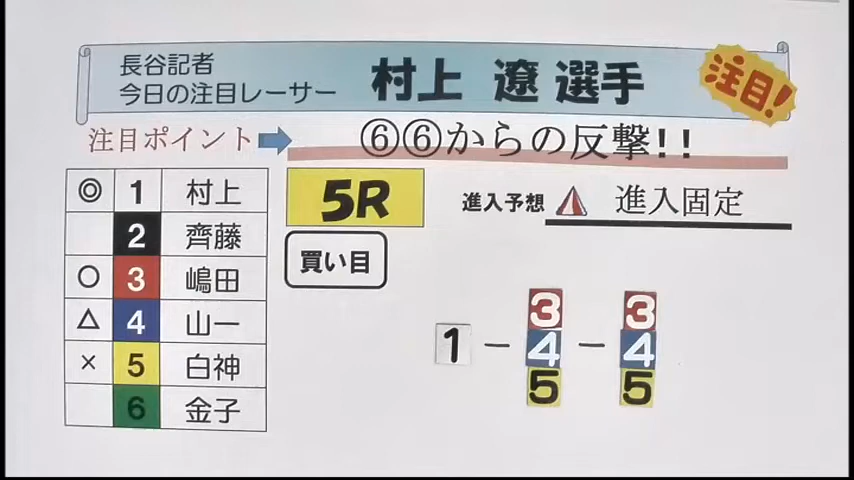 長谷記者
今日の注目レーサー
村上 遼 選手
注目!
注目ポイント
⑥⑥からの反撃!!
◎ 1 村上
2 齊藤
○ 3 嶋田
△ 4 山一
× 5 白神
6 金子
5R
進入予想 進入固定
買い目
3 3
1 - 4 - 4
5 5